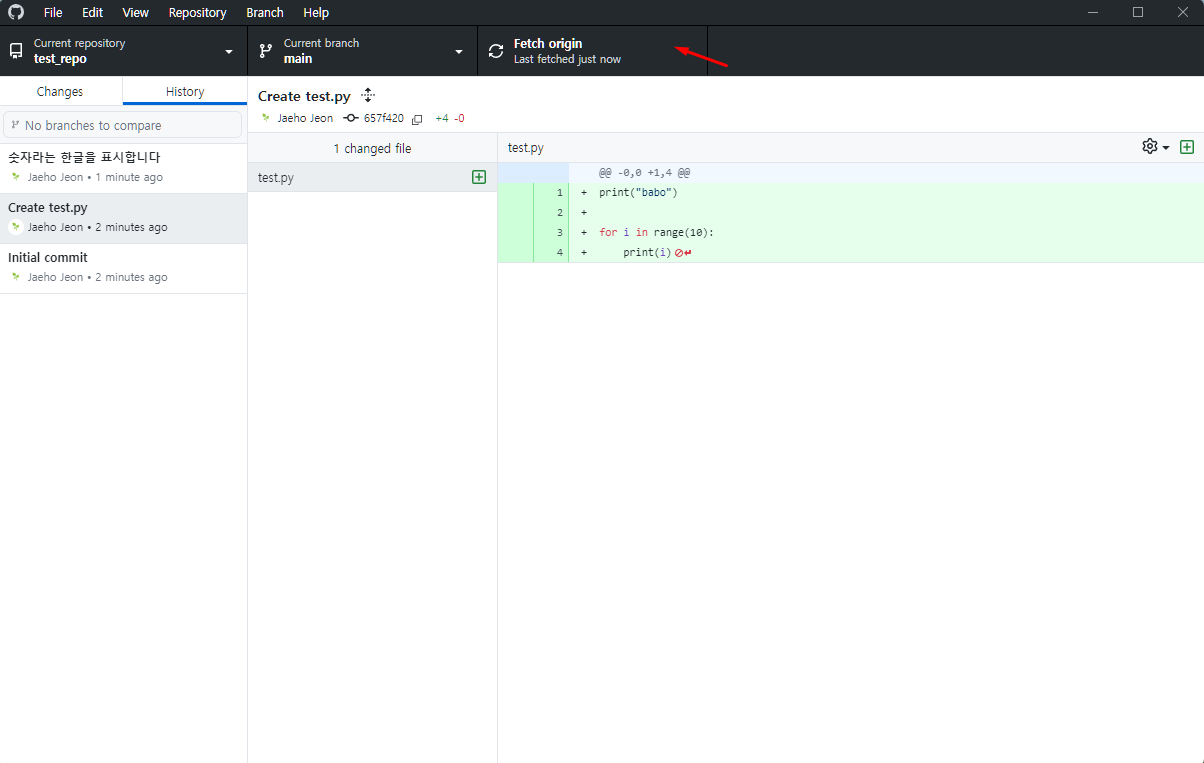 File Edit View Repository Branch Help
Current repository
test_repo
Current branch
main
Fetch origin
Last fetched just now
Changes
History
No branches to compare
숫자라는 한글을 표시합니다
Jaeho Jeon • 1 minute ago
Create test.py
Jaeho Jeon • 2 minutes ago
Initial commit
Jaeho Jeon • 2 minutes ago
Create test.py
Jaeho Jeon 657f420 +4 -0
1 changed file
test.py
test.py
@@ -0,0 +1,4 @@
1 + print("babo")
2 +
3 + for i in range(10):
4 + print(i)